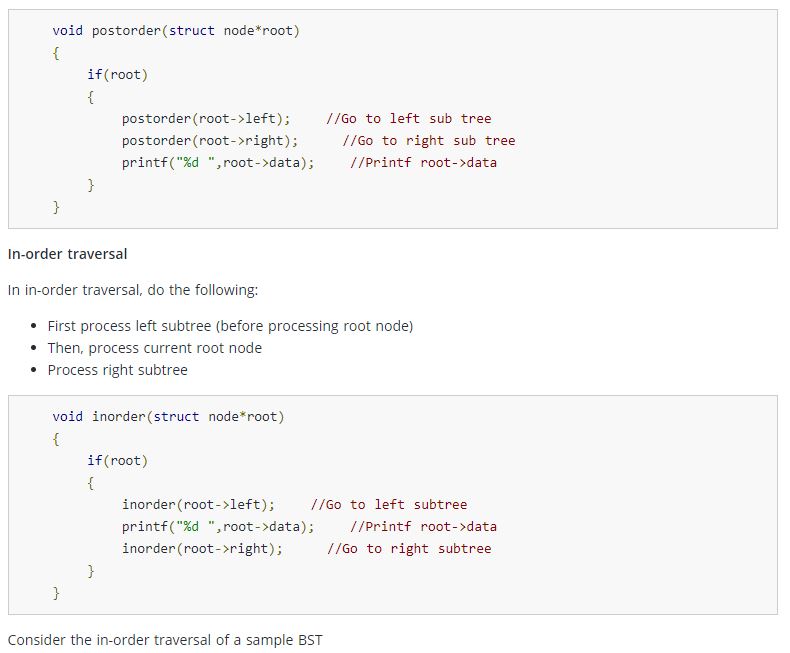 void postorder(struct node*root)
{
if(root)
{
postorder(root->left); //Go to left sub tree
postorder(root->right); //Go to right sub tree
printf("%d ",root->data); //Printf root->data
}
}
In-order traversal
In in-order traversal, do the following:
• First process left subtree (before processing root node)
• Then, process current root node
• Process right subtree
void inorder(struct node*root)
{
if(root)
{
inorder(root->left); //Go to left subtree
printf("%d ",root->data); //Printf root->data
inorder(root->right); //Go to right subtree
}
}
Consider the in-order traversal of a sample BST